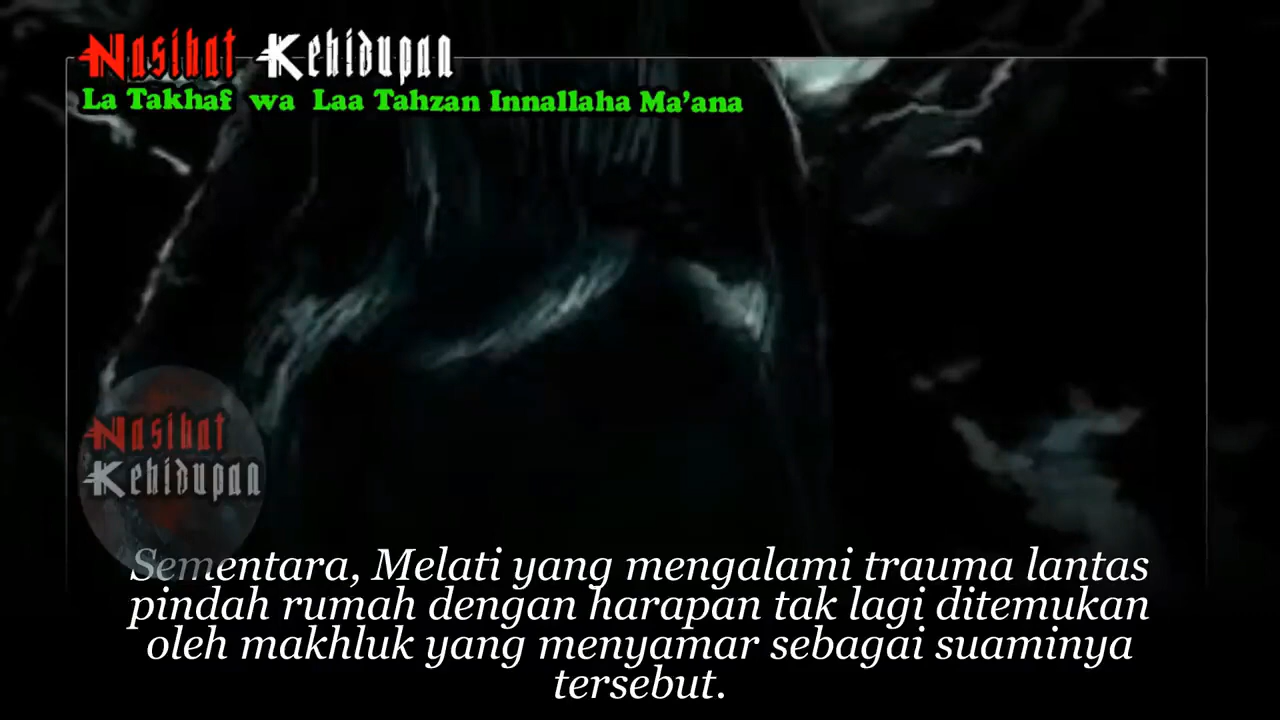 Nasihat Kehidupan
La Takhaf wa Laa Tahzan Innallaha Ma'ana
Nasihat
Kehidupan
Sementara, Melati yang mengalami trauma lantas
pindah rumah dengan harapan tak lagi ditemukan
oleh makhluk yang menyamar sebagai suaminya
tersebut.